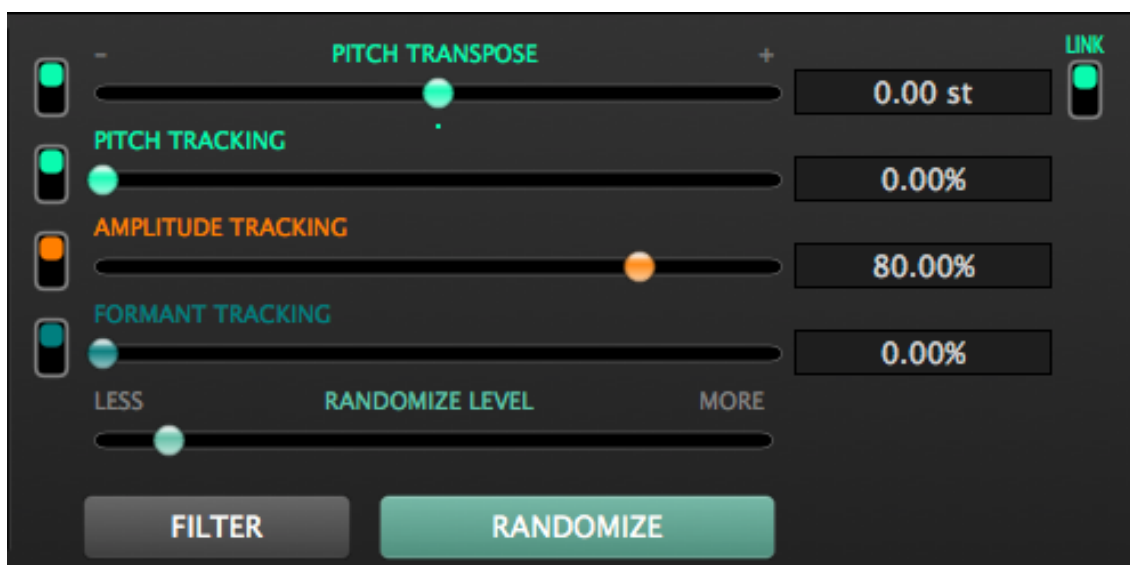 - PITCH TRANSPOSE + LINK
0.00 st
PITCH TRACKING
0.00%
AMPLITUDE TRACKING
80.00%
FORMANT TRACKING
0.00%
LESS RANDOMIZE LEVEL MORE
FILTER RANDOMIZE